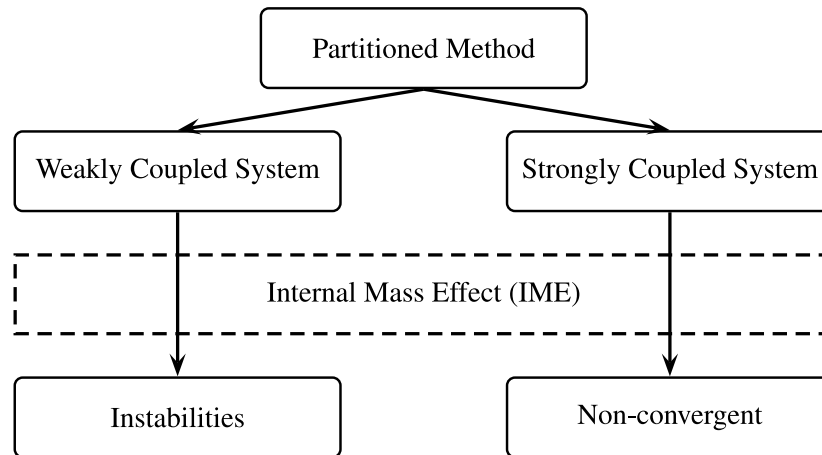 Partitioned Method
Weakly Coupled System
Strongly Coupled System
Internal Mass Effect (IME)
Instabilities
Non-convergent